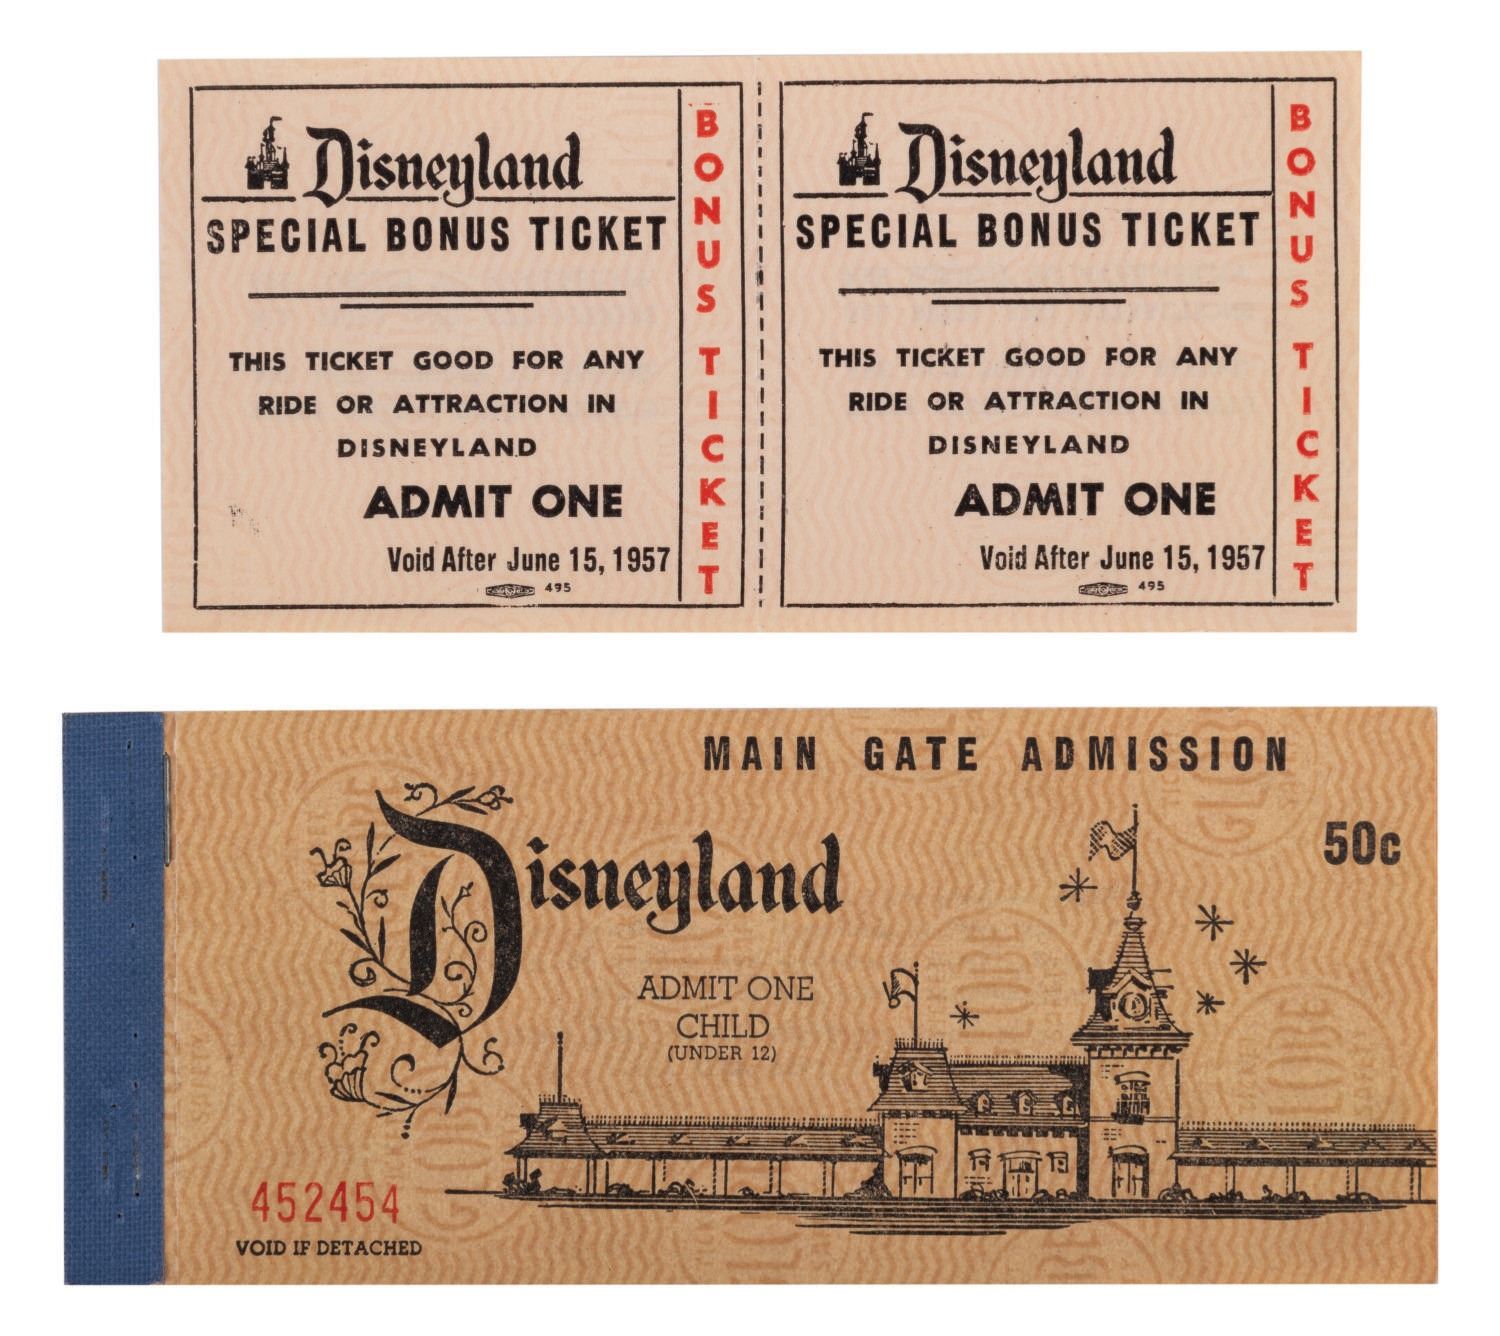 Disneyland
SPECIAL BONUS TICKET
THIS TICKET GOOD FOR ANY
RIDE OR ATTRACTION IN
DISNEYLAND
ADMIT ONE
Void After June 15, 1957
495
BONUS TICKET
Disneyland
SPECIAL BONUS TICKET
THIS TICKET GOOD FOR ANY
RIDE OR ATTRACTION IN
DISNEYLAND
ADMIT ONE
Void After June 15, 1957
495
BONUS TICKET
MAIN GATE ADMISSION
50c
Disneyland
ADMIT ONE
CHILD
(UNDER 12)
452454
VOID IF DETACHED